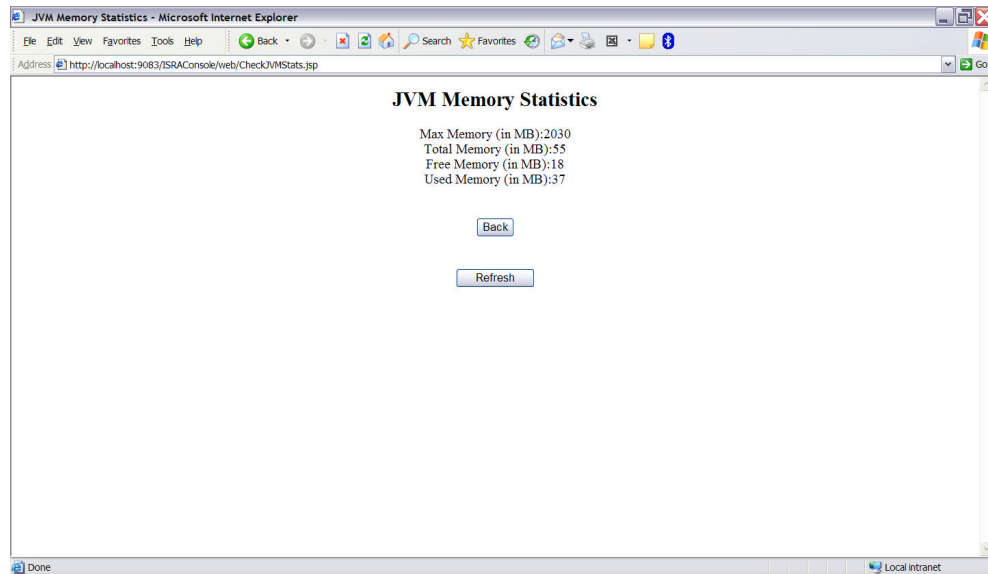 JVM Memory Statistics - Microsoft Internet Explorer
File Edit View Favorites Tools Help
Back Search Favorites
Address http://localhost:9083/ISRAConsole/web/CheckJVMStats.jsp Go
JVM Memory Statistics
Max Memory (in MB):2030
Total Memory (in MB):55
Free Memory (in MB):18
Used Memory (in MB):37
Back
Refresh
Done Local intranet